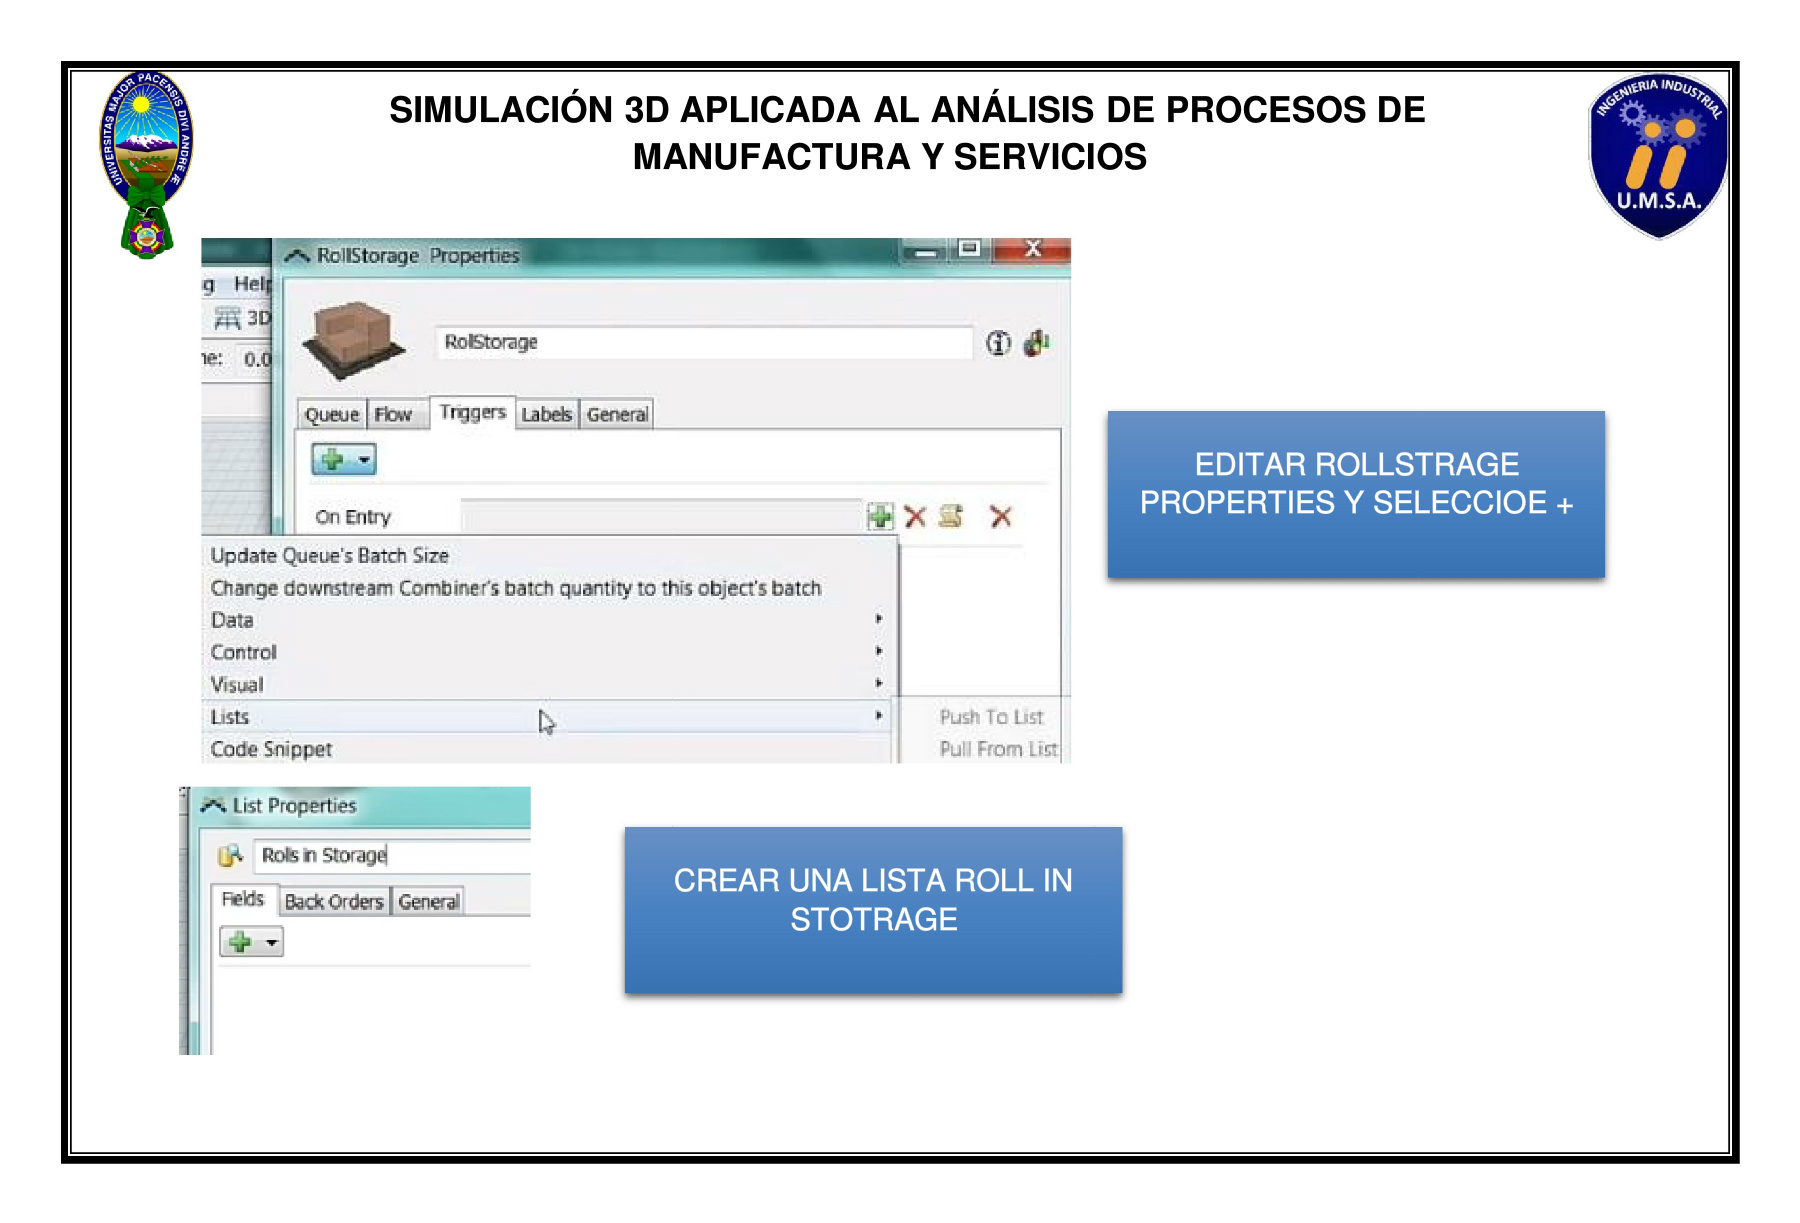 SIMULACIÓN 3D APLICADA AL ANÁLISIS DE PROCESOS DE
MANUFACTURA Y SERVICIOS
UNIVERSITAS MAJOR PACENSIS DIVI ANDRE Æ
INGENIERIA INDUSTRIAL
U.M.S.A.
RollStorage Properties
g Help
3D
ne: 0.0
RollStorage
Queue Flow Triggers Labels General
On Entry
Update Queue's Batch Size
Change downstream Combiner's batch quantity to this object's batch
Data
Control
Visual
Lists
Code Snippet
Push To List
Pull From List
EDITAR ROLLSTRAGE
PROPERTIES Y SELECCIOE +
List Properties
Rolls in Storage
Fields Back Orders General
CREAR UNA LISTA ROLL IN
STOTRAGE